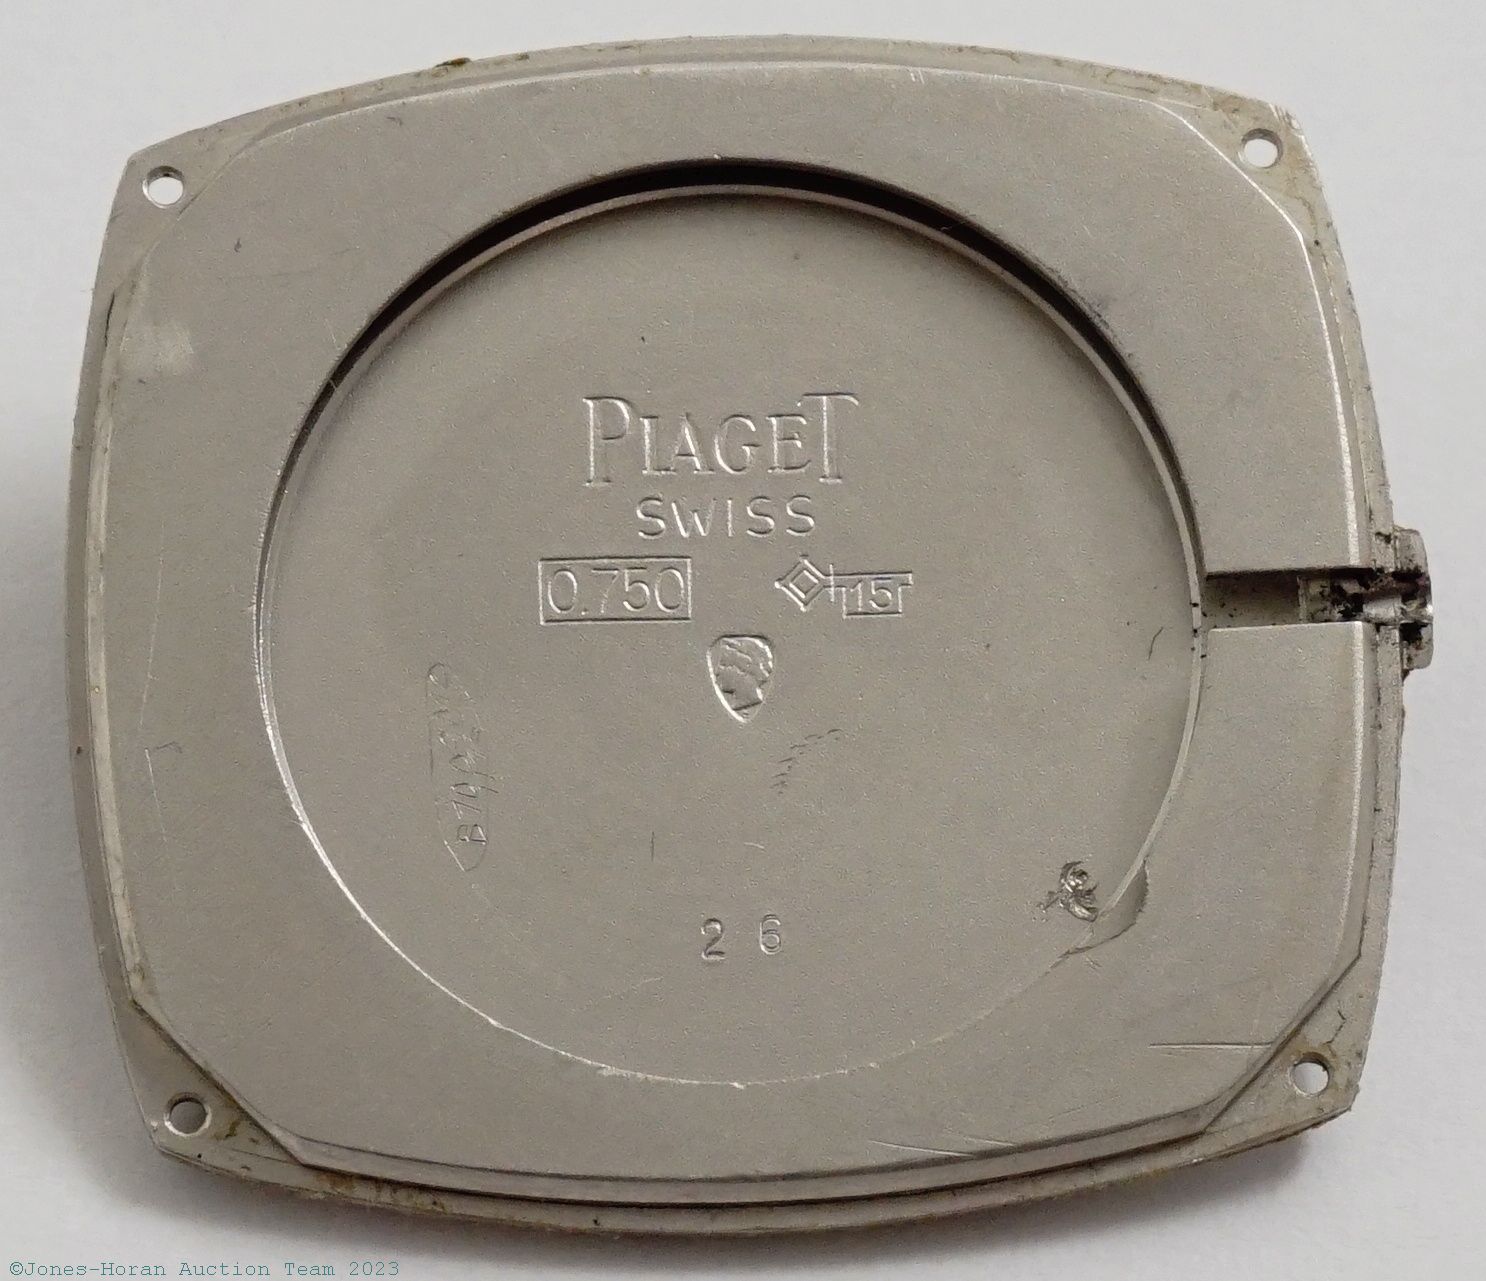 PIAGET
SWISS
0.750
15
26
©Jones-Horan Auction Team 2023